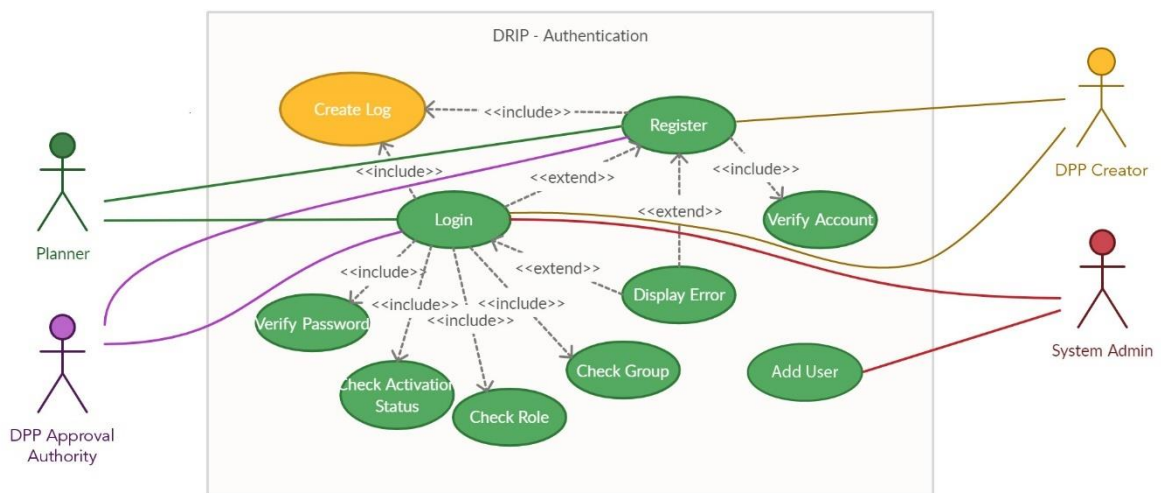 DRIP - Authentication
Create Log
<<include>>
Register
<<include>>
<<extend>>
<<include>>
DPP Creator
Login
<<extend>>
Verify Account
Planner
<<include>>
<<extend>>
Display Error
<<include>>
<<include>>
Verify Password
System Admin
Check Activation
Status
Check Group
Add User
Check Role
DPP Approval
Authority